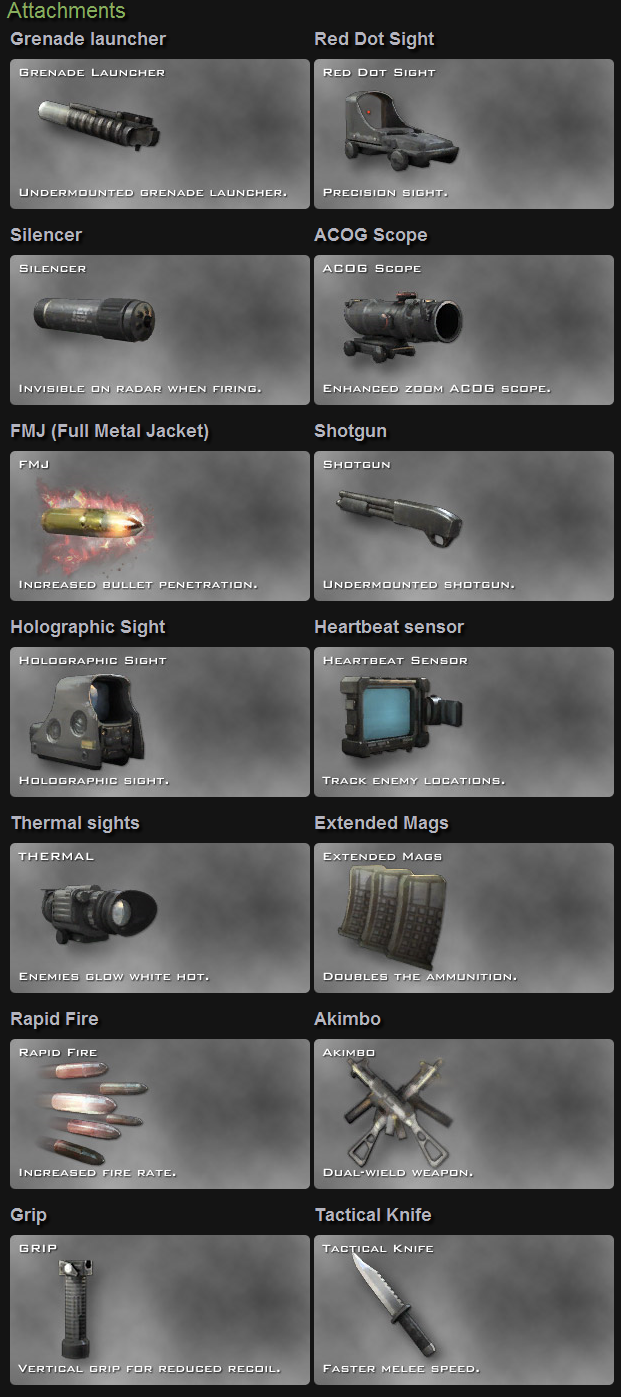 Attachments
Grenade launcher
Red Dot Sight
Grenade Launcher
Undermounted grenade launcher.
Red Dot Sight
Precision sight.
Silencer
ACOG Scope
Silencer
Invisible on radar when firing.
ACOG Scope
Enhanced zoom ACOG scope.
FMJ (Full Metal Jacket)
Shotgun
FMJ
Increased bullet penetration.
Shotgun
Undermounted shotgun.
Holographic Sight
Heartbeat sensor
Holographic Sight
Holographic sight.
Heartbeat Sensor
Track enemy locations.
Thermal sights
Extended Mags
THERMAL
Enemies glow white hot.
Extended Mags
Doubles the ammunition.
Rapid Fire
Akimbo
Rapid Fire
Increased fire rate.
Akimbo
Dual-wield weapon.
Grip
Tactical Knife
GRIP
Vertical grip for reduced recoil.
Tactical Knife
Faster melee speed.